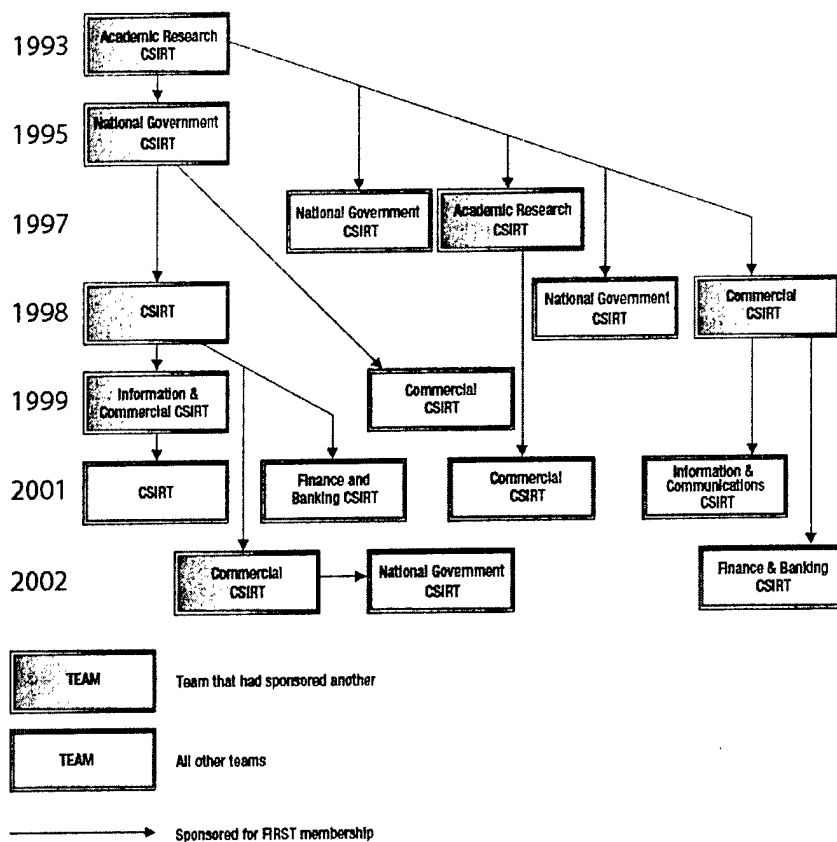 1993
Academic Research
CSIRT
1995
National Government
CSIRT
1997
National Government
CSIRT
Academic Research
CSIRT
1998
CSIRT
National Government
CSIRT
Commercial
CSIRT
1999
Information &
Commercial CSIRT
Commercial
CSIRT
2001
CSIRT
Finance and
Banking CSIRT
Commercial
CSIRT
Information &
Communications
CSIRT
2002
Commercial
CSIRT
National Government
CSIRT
Finance & Banking
CSIRT
TEAM
Team that had sponsored another
TEAM
All other teams
Sponsored for FIRST membership